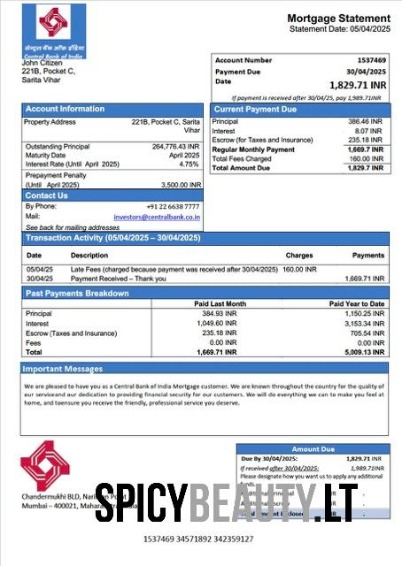 Mortgage Statement
Statement Date: 05/04/2025
सेन्ट्रल बैंक ऑफ इंडिया
Central Bank of India
John Citizen
221B, Pocket C,
Sarita Vihar
Account Number 1537469
Payment Due 30/04/2025
Date 1,829.71 INR
If payment is received after 30/04/25, pay 1,989.71INR
Account Information
Property Address 221B, Pocket C, Sarita
Vihar
Outstanding Principal 264,776.43 INR
Maturity Date April 2025
Interest Rate (Until April 2025) 4.75%
Prepayment Penalty
(Until April 2025) 3,500.00 INR
Current Payment Due
Principal 386.46 INR
Interest 8.07 INR
Escrow (for Taxes and Insurance) 235.18 INR
Regular Monthly Payment 1,669.7 INR
Total Fees Charged 160.00 INR
Total Amount Due 1,829.7 INR
Contact Us
By Phone: +91 22 6638 7777
Mail: investors@centralbank.co.in
See back for mailing addresses
Transaction Activity (05/04/2025 – 30/04/2025)
Date Description Charges Payments
05/04/25 Late Fees (charged because payment was received after 30/04/2025) 160.00 INR
30/04/25 Payment Received – Thank you 1,669.71 INR
Past Payments Breakdown
Paid Last Month Paid Year to Date
Principal 384.93 INR 1,150.25 INR
Interest 1,049.60 INR 3,153.34 INR
Escrow (Taxes and Insurance) 235.18 INR 705.54 INR
Fees 0.00 INR 0.00 INR
Total 1,669.71 INR 5,009.13 INR
Important Messages
We are pleased to have you as a Central Bank of India Mortgage customer. We are known throughout the country for the quality of
our service and our dedication to providing financial security for our customers. We will do everything we can to make you feel at
home, and to ensure you receive the friendly, professional service you deserve.
Amount Due
Due By 30/04/2025: 1,829.71 INR
If received after 30/04/2025: 1,989.71 INR
Please designate how you want us to apply any additional
Chandermukhi BLD, Nariman Point
Mumbai – 400021,
SPICYBEAUTY.LT
1537469 34571892 342359127